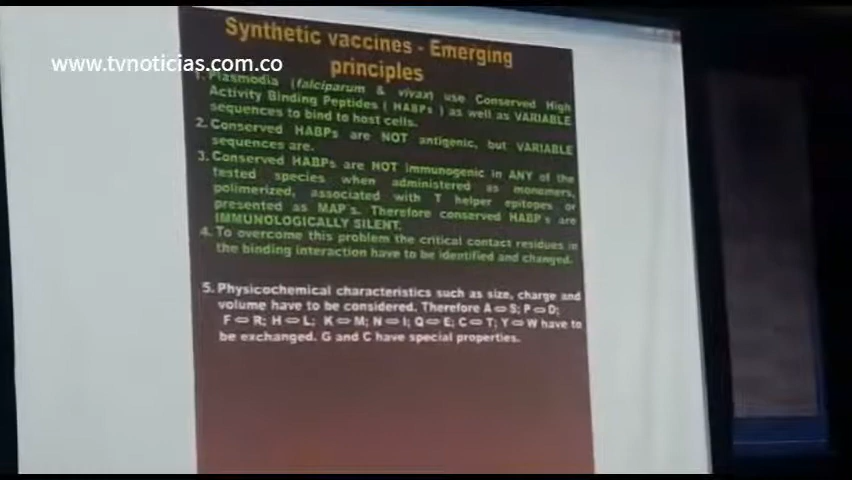 Synthetic vaccines - Emerging
www.tvnoticias.com.co
principles
1. Plasmodia (falciparum & vivax) use Conserved High
Activity Binding Peptides ( HABPs ) as well as VARIABLE
sequences to bind to host cells.
2. Conserved HABPs are NOT antigenic, but VARIABLE
sequences are.
3. Conserved HABPs are NOT immunogenic in ANY of the
tested species when administered as monomers,
polimerized, associated with T helper epitopes or
presented as MAP's. Therefore conserved HABP's are
IMMUNOLOGICALLY SILENT.
4. To overcome this problem the critical contact residues in
the binding interaction have to be identified and changed.
5. Physicochemical characteristics such as size, charge and
volume have to be considered. Therefore A⇔S; P⇔D;
F⇔R; H⇔L; K⇔M; N⇔I; Q⇔E; C⇔T; Y⇔W have to
be exchanged. G and C have special properties.